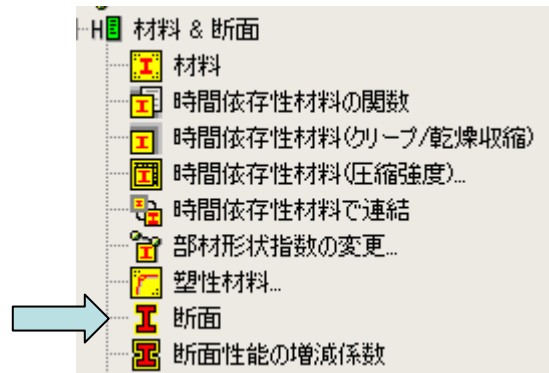 材料 & 断面
材料
時間依存性材料の関数
時間依存性材料(クリープ/乾燥収縮)
時間依存性材料(圧縮強度)...
時間依存性材料で連結
部材形状指数の変更...
塑性材料...
断面
断面性能の増減係数